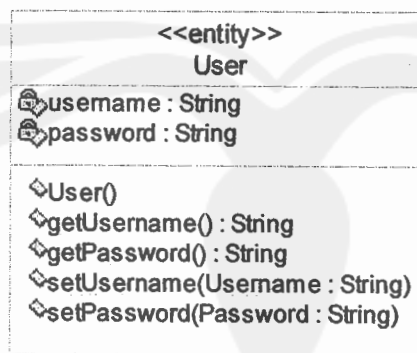 <<entity>>
User
username : String
password : String
User()
getUsername() : String
getPassword() : String
setUsername(Username : String)
setPassword(Password : String)